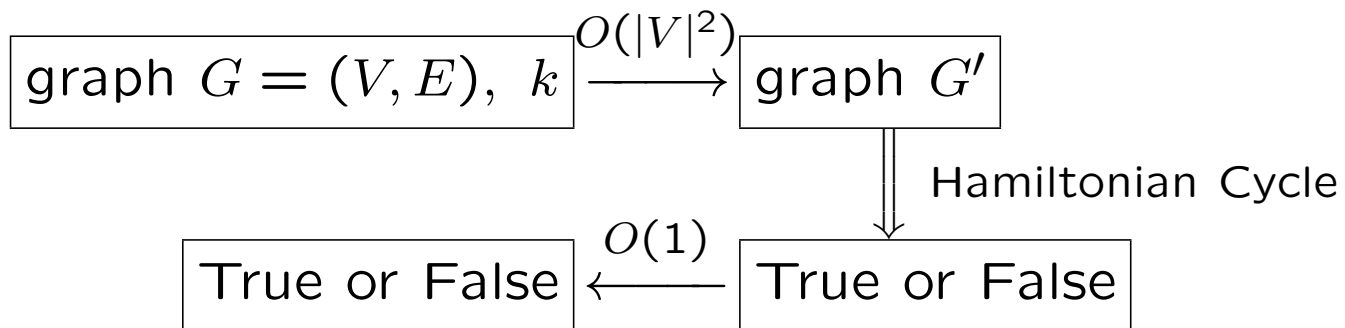 O(|V|²)
graph G = (V, E), k
graph G′
Hamiltonian Cycle
O(1)
True or False
True or False